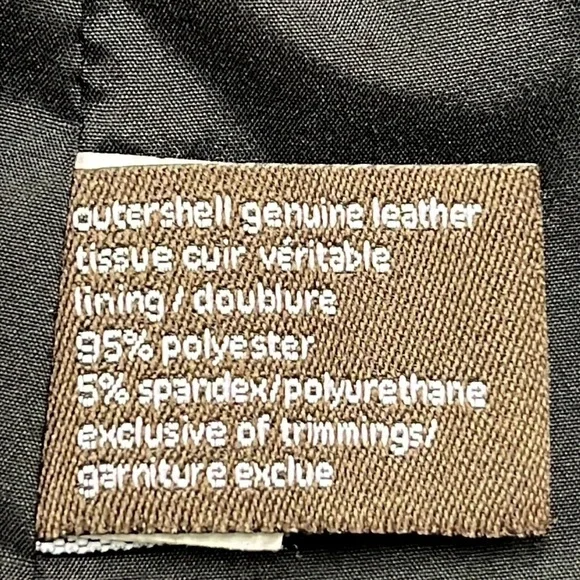 outershell genuine leather
tissue cuir véritable
lining / doublure
95% polyester
5% spandex/polyurethane
exclusive of trimmings/
garniture exclue